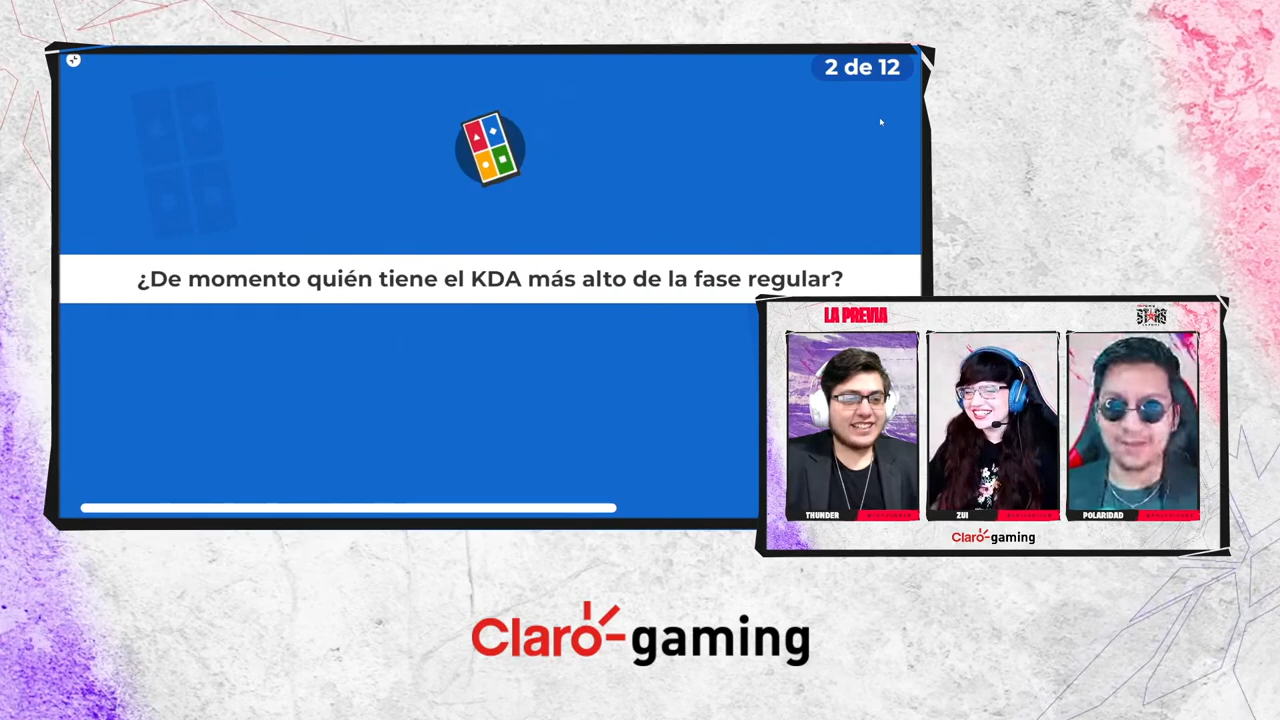 2 de 12
¿De momento quién tiene el KDA más alto de la fase regular?
LA PREVIA
STARS
THUNDER
ZUI
POLARIDAD
Claro-gaming
Claro-gaming